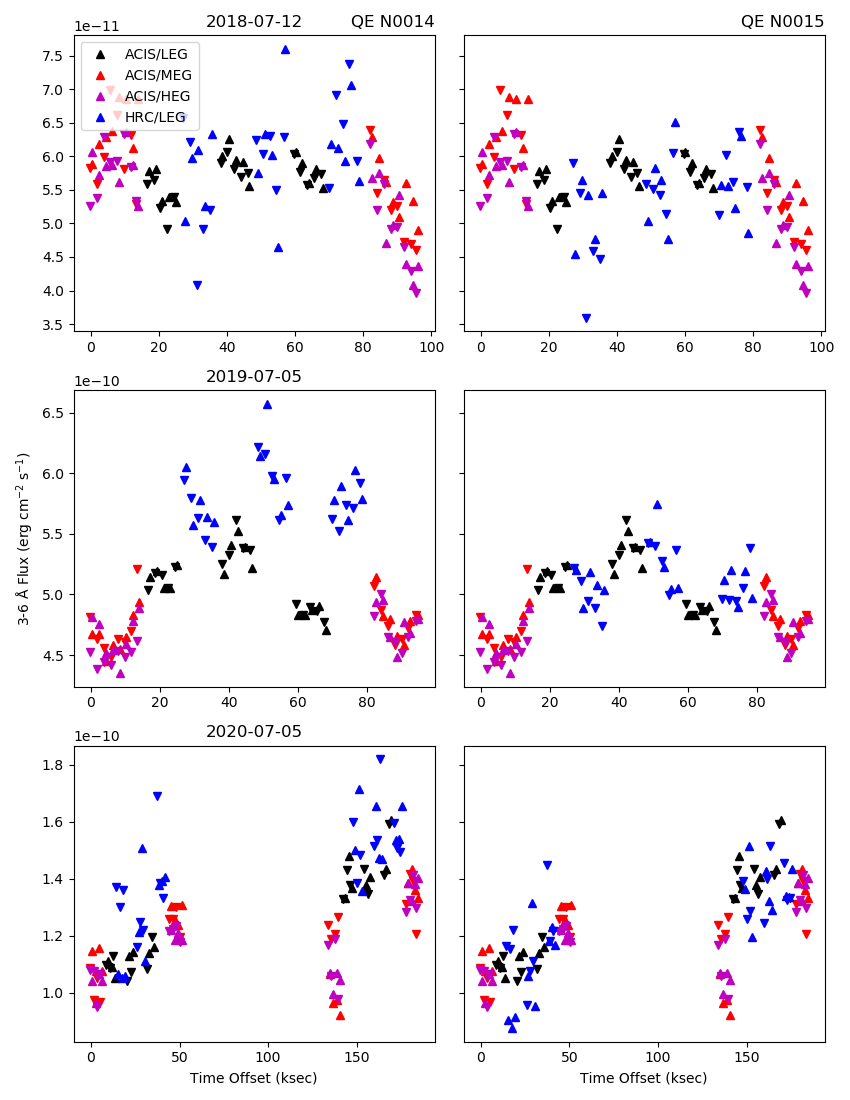 2018-07-12 QE N0014 QE N0015
1e−11
ACIS/LEG
ACIS/MEG
ACIS/HEG
HRC/LEG
7.5
7.0
6.5
6.0
5.5
5.0
4.5
4.0
3.5
0 20 40 60 80 100
0 20 40 60 80 100
2019-07-05
1e−10
6.5
6.0
5.5
5.0
4.5
3-6 Å Flux (erg cm⁻² s⁻¹)
0 20 40 60 80
0 20 40 60 80
2020-07-05
1e−10
1.8
1.6
1.4
1.2
1.0
0 50 100 150
0 50 100 150
Time Offset (ksec) Time Offset (ksec)